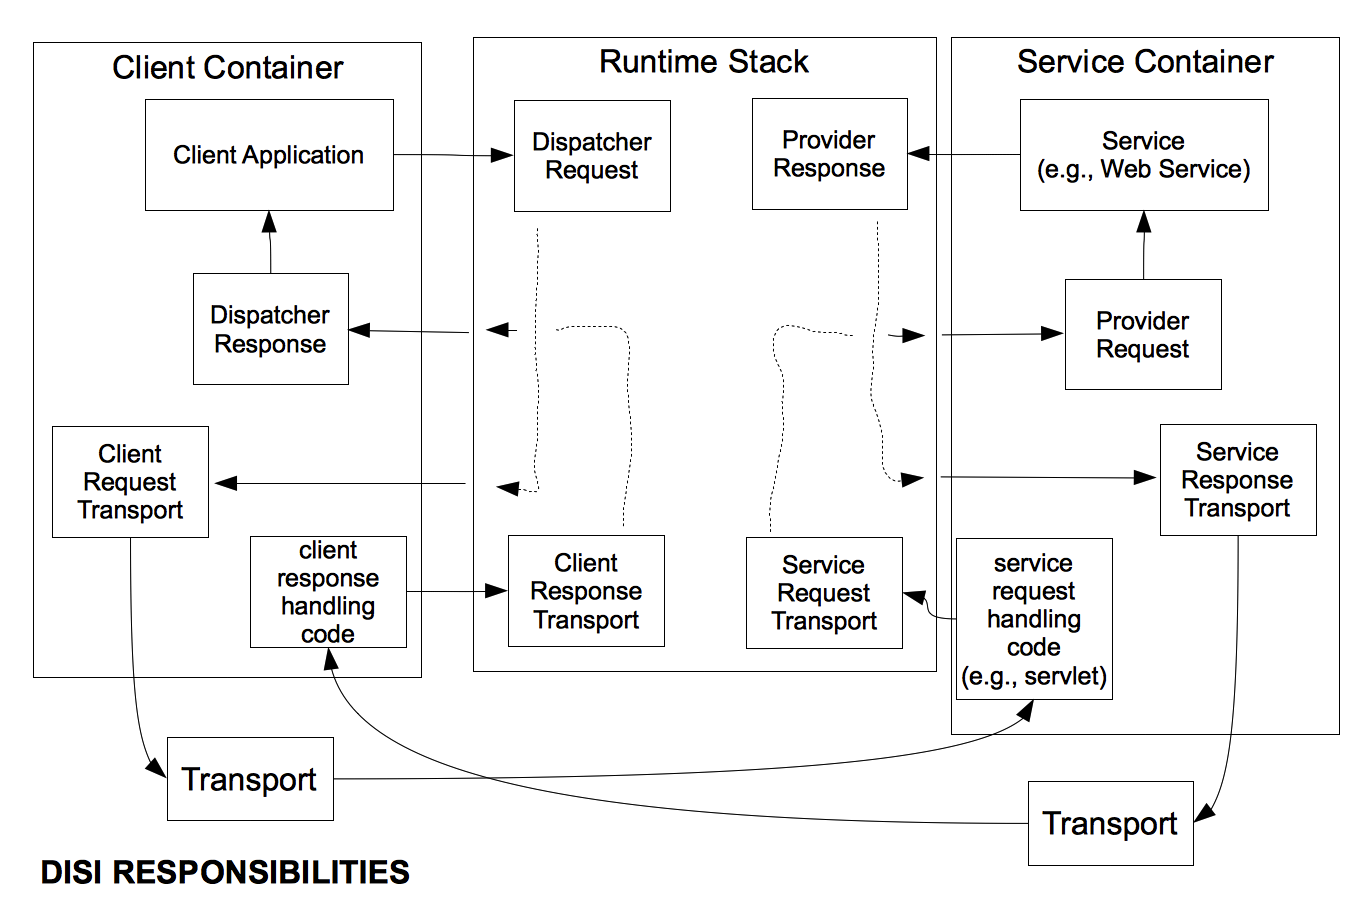 Client Container
Runtime Stack
Service Container
Client Application
Dispatcher
Request
Provider
Response
Service
(e.g., Web Service)
Dispatcher
Response
Provider
Request
Client
Request
Transport
Service
Response
Transport
client
response
handling
code
Client
Response
Transport
Service
Request
Transport
service
request
handling
code
(e.g., servlet)
Transport
Transport
DISI RESPONSIBILITIES